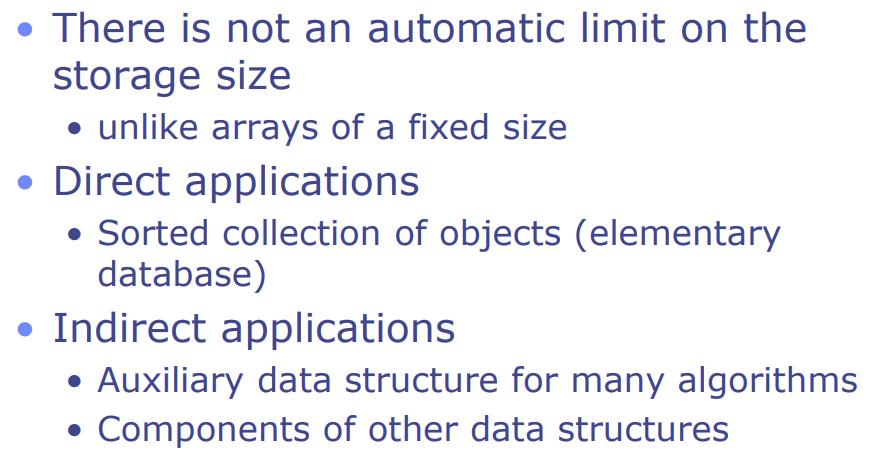 • There is not an automatic limit on the
storage size
• unlike arrays of a fixed size
• Direct applications
• Sorted collection of objects (elementary
database)
• Indirect applications
• Auxiliary data structure for many algorithms
• Components of other data structures